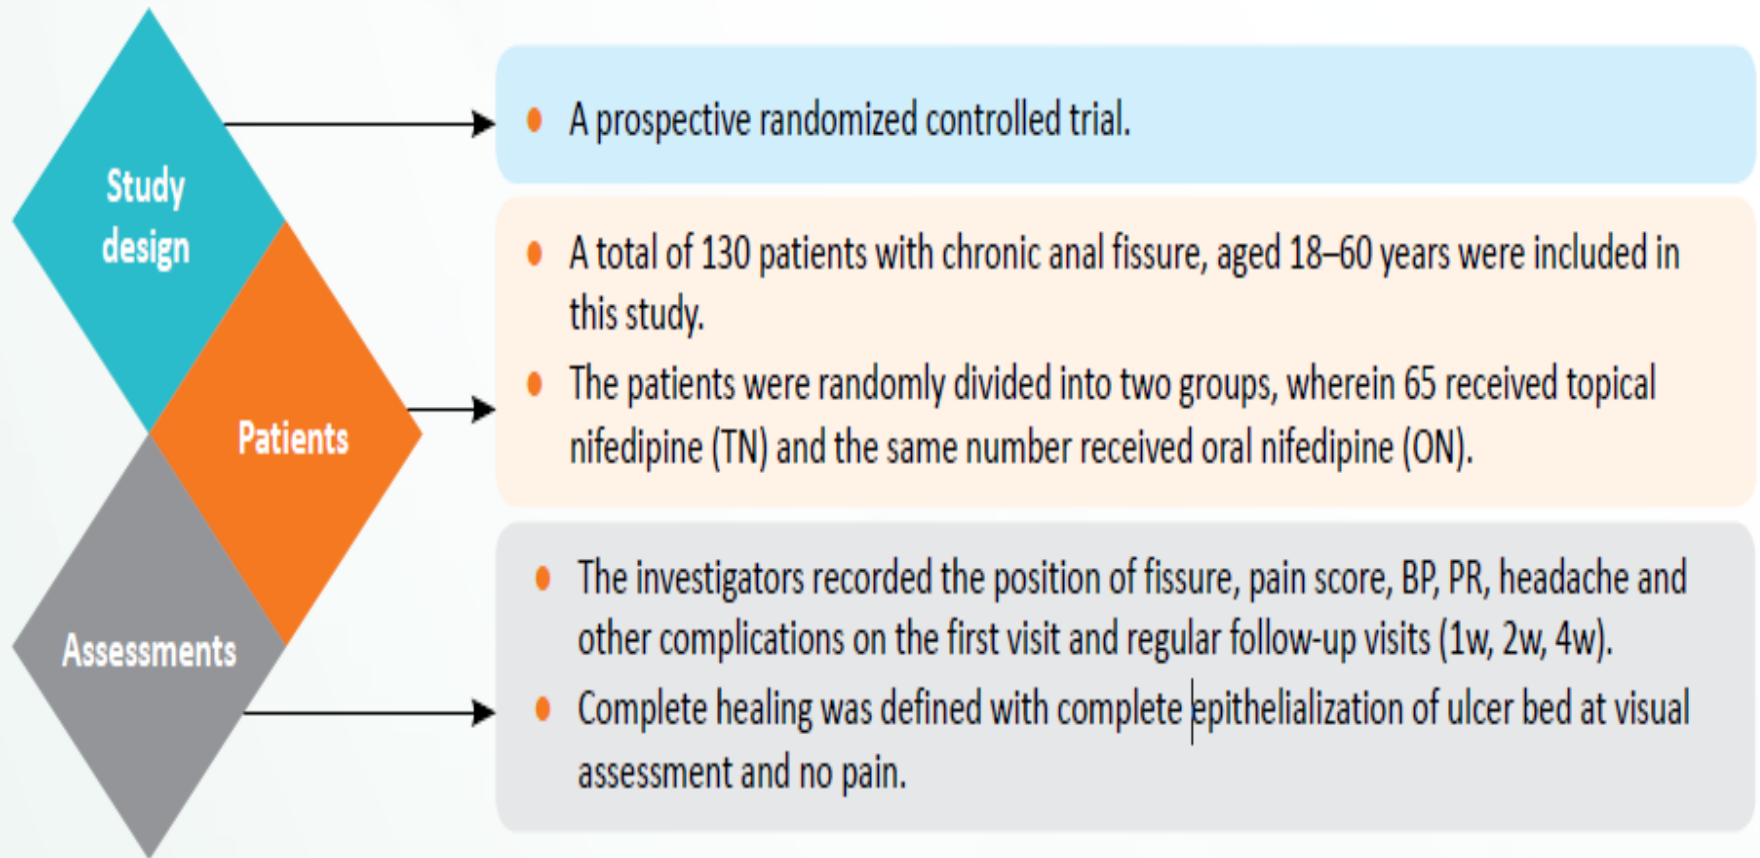 Study
design
● A prospective randomized controlled trial.
Patients
● A total of 130 patients with chronic anal fissure, aged 18–60 years were included in
this study.
● The patients were randomly divided into two groups, wherein 65 received topical
nifedipine (TN) and the same number received oral nifedipine (ON).
Assessments
● The investigators recorded the position of fissure, pain score, BP, PR, headache and
other complications on the first visit and regular follow-up visits (1w, 2w, 4w).
● Complete healing was defined with complete epithelialization of ulcer bed at visual
assessment and no pain.